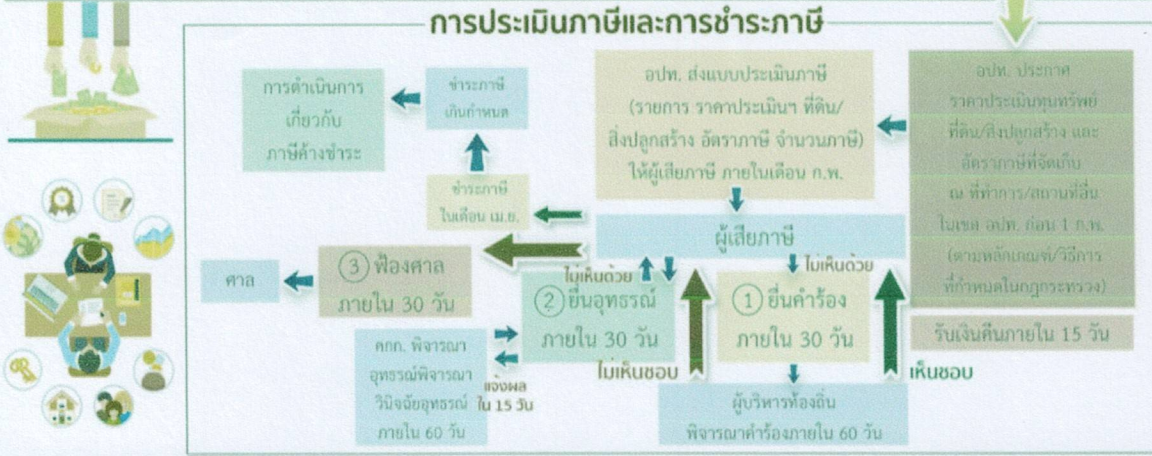 การประเมินภาษีและการชำระภาษี
อปท. ประกาศ
ราคาประเมินทุนทรัพย์
ที่ดิน/สิ่งปลูกสร้าง และ
อัตราภาษีที่จัดเก็บ
ณ ที่ทำการ/สถานที่อื่น
ในเขต อปท. ก่อน 1 ก.พ.
(ตามหลักเกณฑ์/วิธีการ
ที่กำหนดในกฎกระทรวง)
อปท. ส่งแบบประเมินภาษี
(รายการ ราคาประเมินฯ ที่ดิน/
สิ่งปลูกสร้าง อัตราภาษี จำนวนภาษี)
ให้ผู้เสียภาษี ภายในเดือน ก.พ.
ชำระภาษี
เกินกำหนด
การดำเนินการ
เกี่ยวกับ
ภาษีค้างชำระ
ชำระภาษี
ในเดือน เม.ย.
ผู้เสียภาษี
ไม่เห็นด้วย
1 ยื่นคำร้อง
ภายใน 30 วัน
ไม่เห็นด้วย
2 ยื่นอุทธรณ์
ภายใน 30 วัน
3 ฟ้องศาล
ภายใน 30 วัน
ศาล
รับเงินคืนภายใน 15 วัน
เห็นชอบ
ไม่เห็นชอบ
ผู้บริหารท้องถิ่น
พิจารณาคำร้องภายใน 60 วัน
คกก. พิจารณา
อุทธรณ์พิจารณา
วินิจฉัยอุทธรณ์
ภายใน 60 วัน
แจ้งผล
ใน 15 วัน